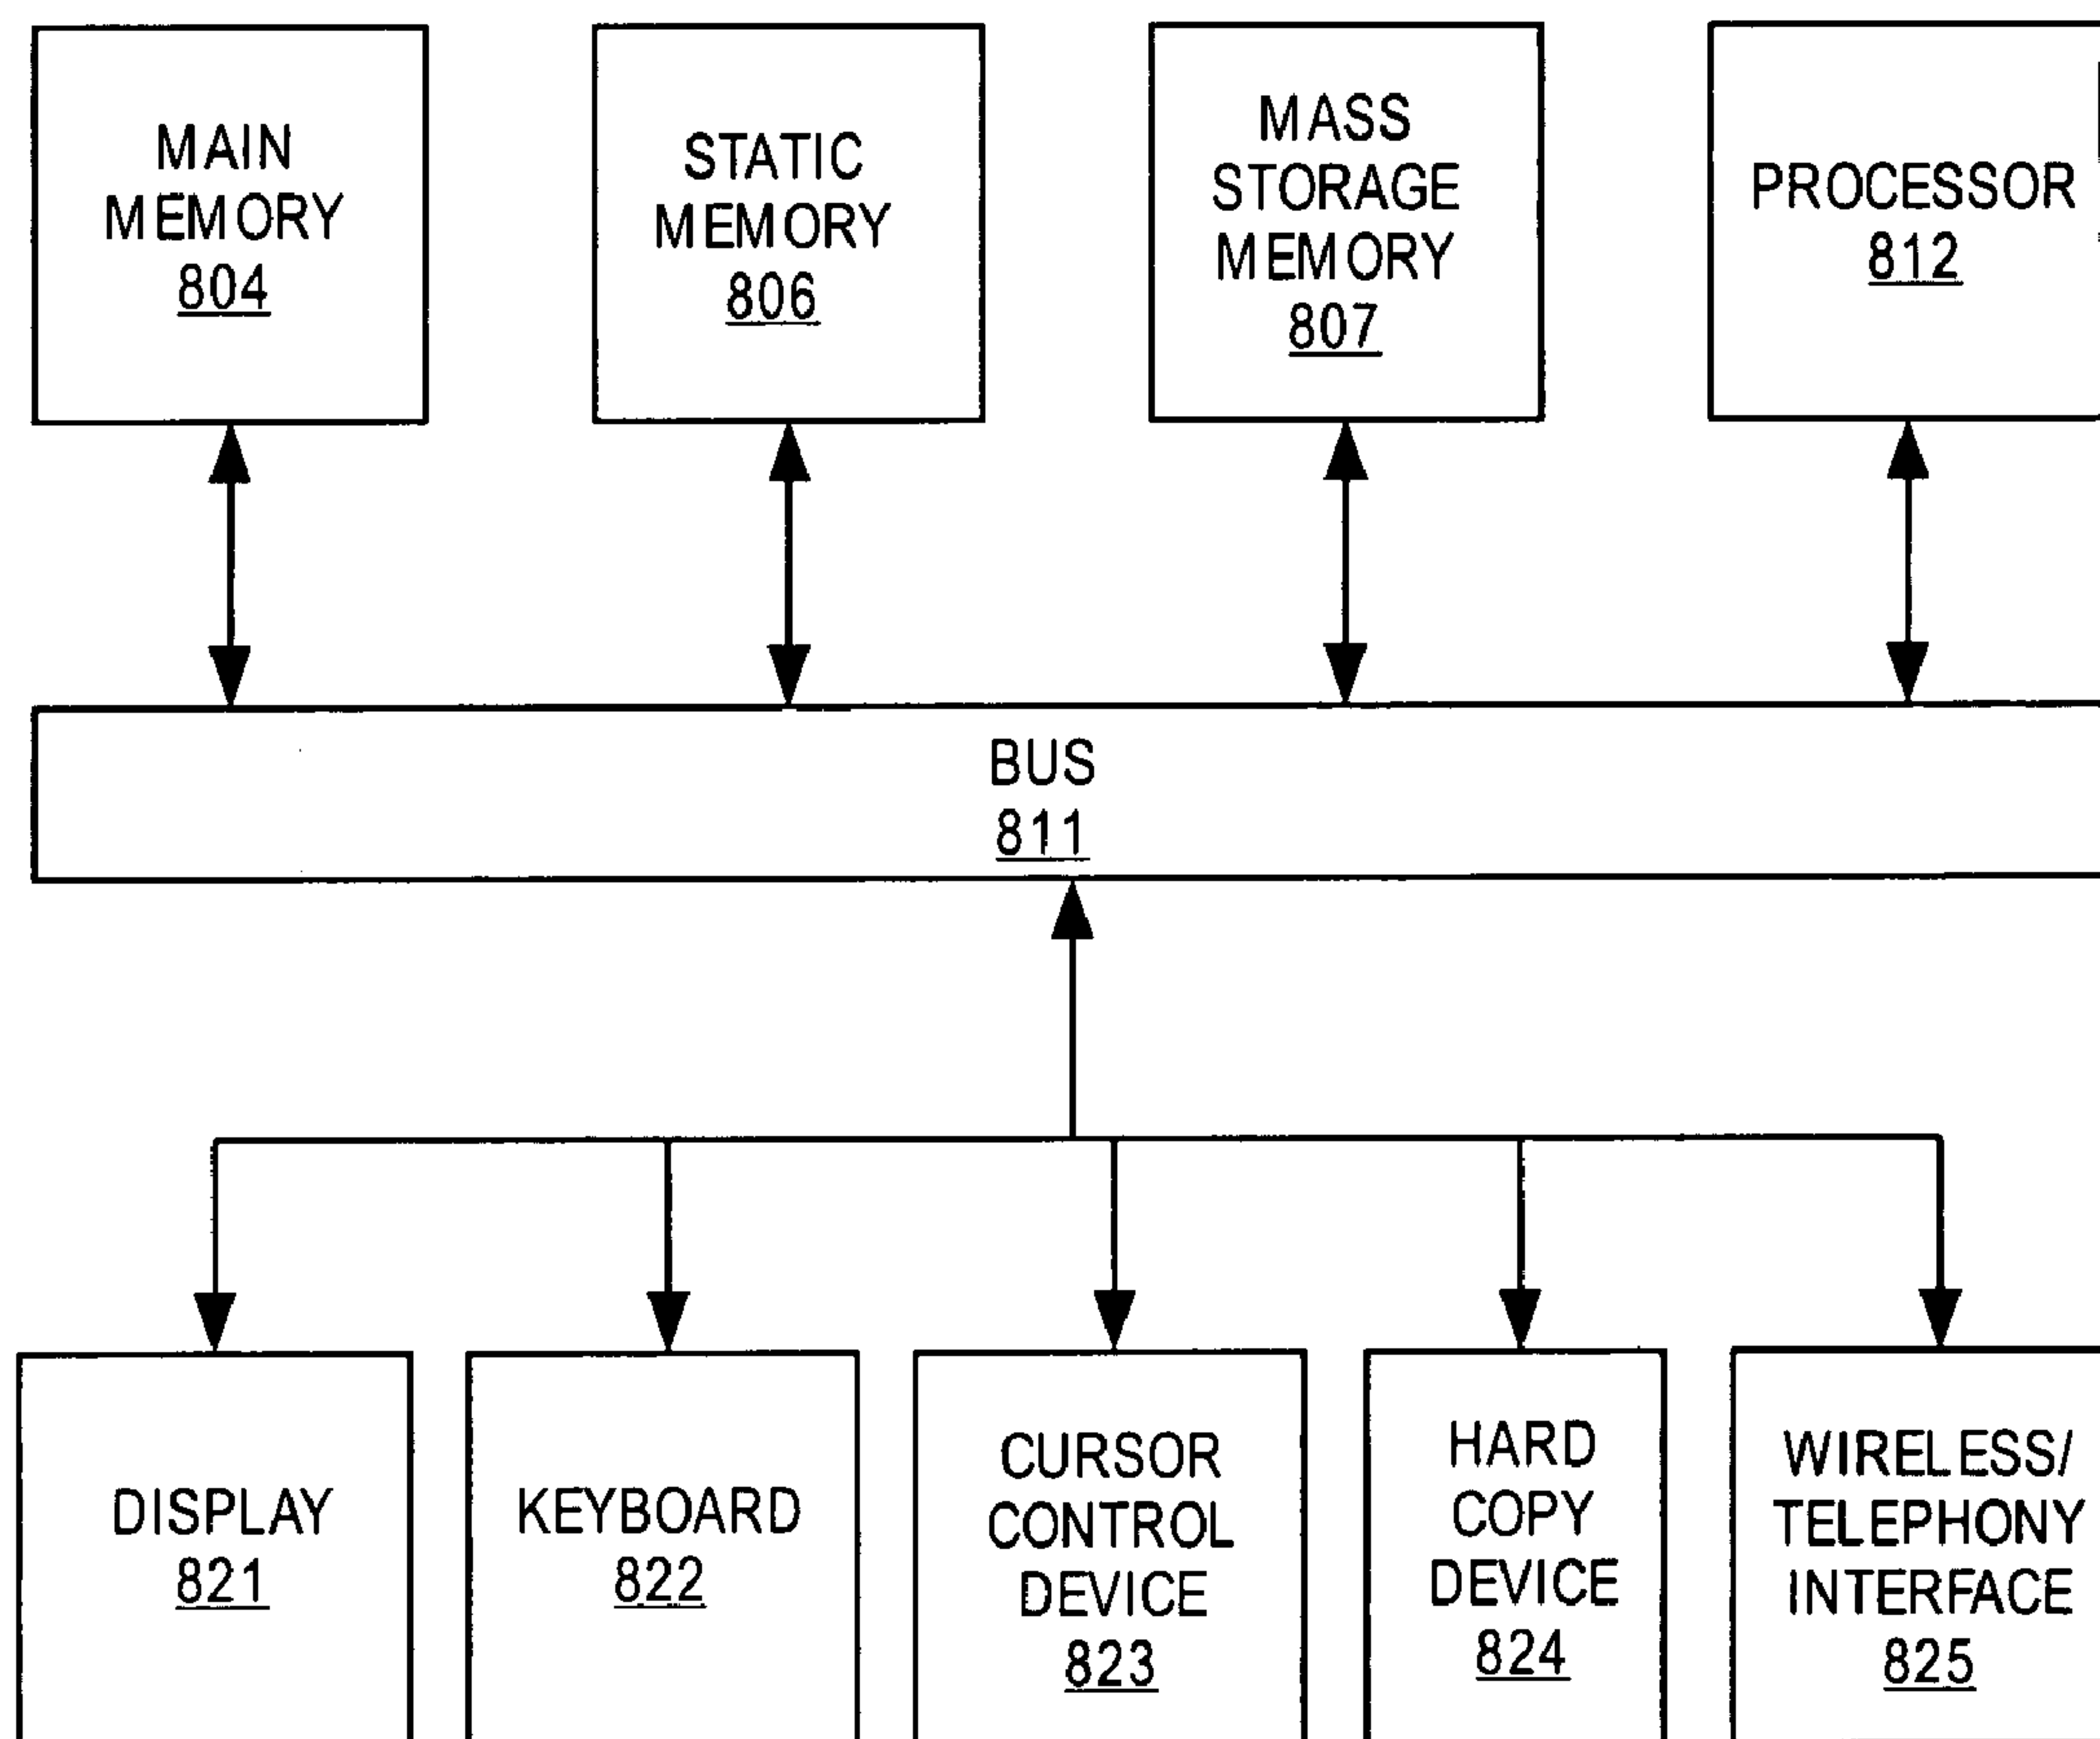 MAIN
MEMORY
804
STATIC
MEMORY
806
MASS
STORAGE
MEMORY
807
PROCESSOR
812
BUS
811
DISPLAY
821
KEYBOARD
822
CURSOR
CONTROL
DEVICE
823
HARD
COPY
DEVICE
824
WIRELESS/
TELEPHONY
INTERFACE
825